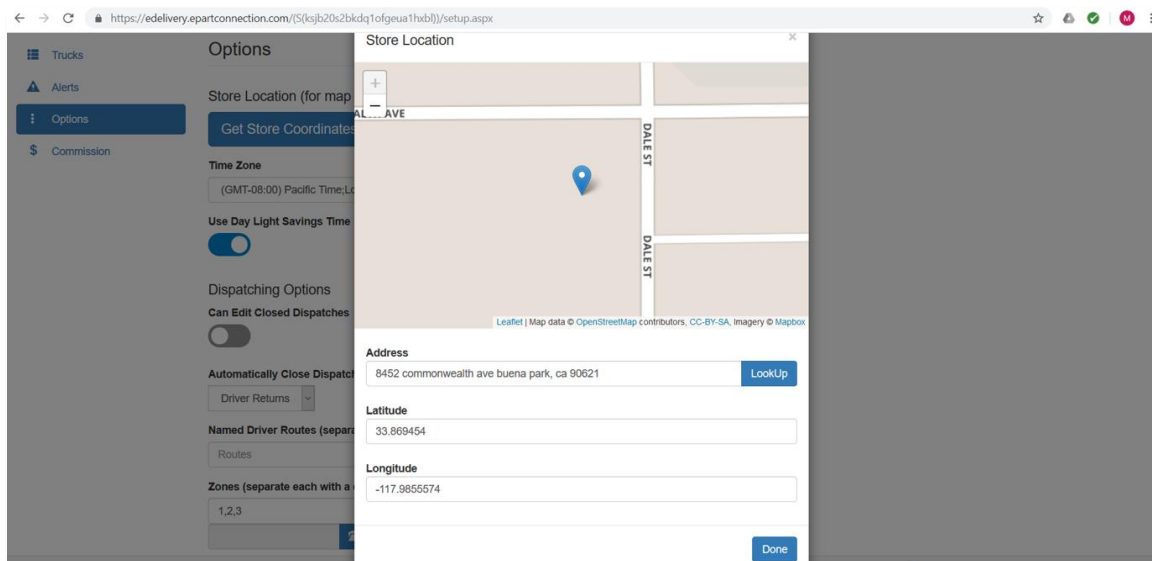 https://edelivery.epartconnection.com/(S(ksjb20s2bkdq1ofgeua1hxbl))/setup.aspx
M
Trucks
Alerts
Options
$ Commission
Options
Store Location (for map
Get Store Coordinates
Time Zone
(GMT-08:00) Pacific Time;Lo
Use Day Light Savings Time
Dispatching Options
Can Edit Closed Dispatches
Automatically Close Dispatch
Driver Returns
Named Driver Routes (separa
Routes
Zones (separate each with a
1,2,3
Store Location
×
+
−
AVE
DALE ST
DALE ST
Leaflet | Map data © OpenStreetMap contributors, CC-BY-SA, Imagery © Mapbox
Address
8452 commonwealth ave buena park, ca 90621
LookUp
Latitude
33.869454
Longitude
-117.9855574
Done